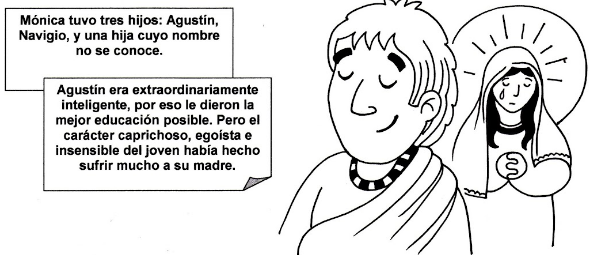 Mónica tuvo tres hijos: Agustín,
Navigio, y una hija cuyo nombre
no se conoce.
Agustín era extraordinariamente
inteligente, por eso le dieron la
mejor educación posible. Pero el
carácter caprichoso, egoísta e
insensible del joven había hecho
sufrir mucho a su madre.